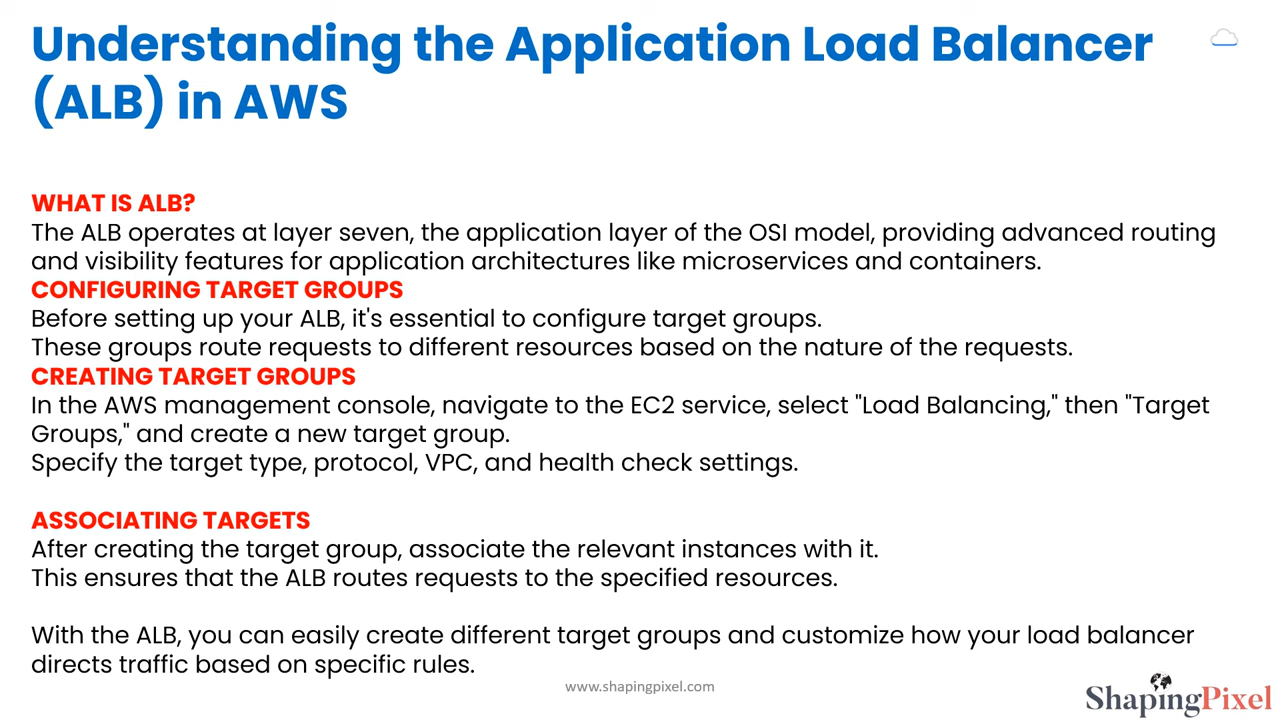 Understanding the Application Load Balancer
(ALB) in AWS
WHAT IS ALB?
The ALB operates at layer seven, the application layer of the OSI model, providing advanced routing
and visibility features for application architectures like microservices and containers.
CONFIGURING TARGET GROUPS
Before setting up your ALB, it's essential to configure target groups.
These groups route requests to different resources based on the nature of the requests.
CREATING TARGET GROUPS
In the AWS management console, navigate to the EC2 service, select "Load Balancing," then "Target
Groups," and create a new target group.
Specify the target type, protocol, VPC, and health check settings.
ASSOCIATING TARGETS
After creating the target group, associate the relevant instances with it.
This ensures that the ALB routes requests to the specified resources.
With the ALB, you can easily create different target groups and customize how your load balancer
directs traffic based on specific rules.
www.shapingpixel.com
ShapingPixel